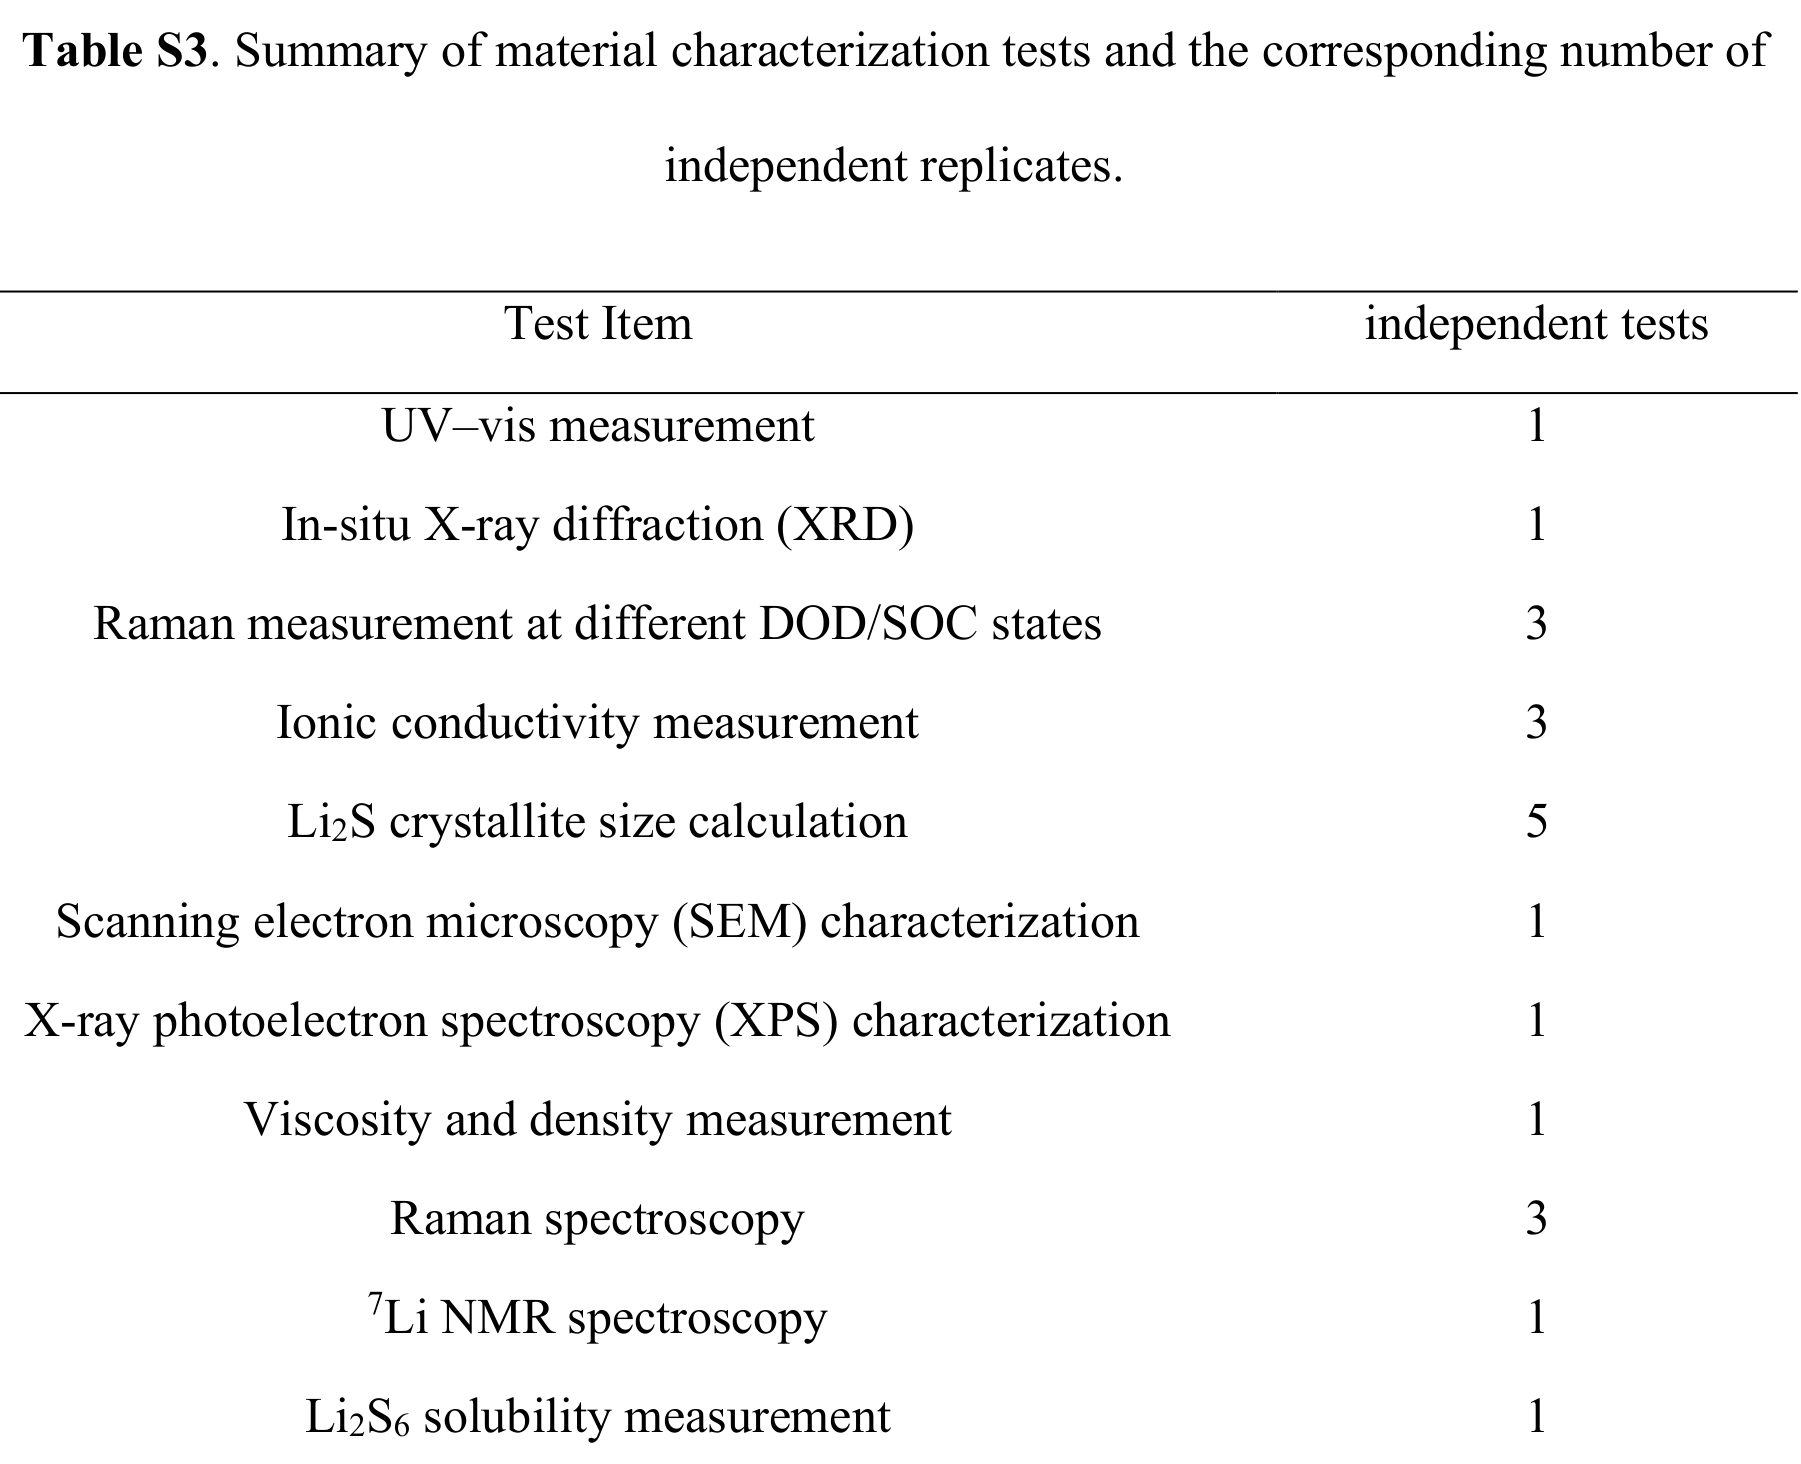 Table S3. Summary of material characterization tests and the corresponding number of
independent replicates.
Test Item independent tests
UV–vis measurement 1
In-situ X-ray diffraction (XRD) 1
Raman measurement at different DOD/SOC states 3
Ionic conductivity measurement 3
Li₂S crystallite size calculation 5
Scanning electron microscopy (SEM) characterization 1
X-ray photoelectron spectroscopy (XPS) characterization 1
Viscosity and density measurement 1
Raman spectroscopy 3
⁷Li NMR spectroscopy 1
Li₂S₆ solubility measurement 1